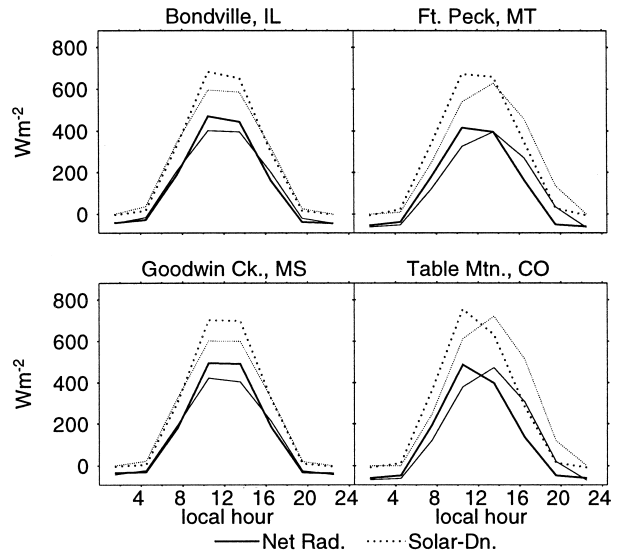 Bondville, IL
Ft. Peck, MT
Wm-2
800
600
400
200
0
Goodwin Ck., MS
Table Mtn., CO
Wm-2
800
600
400
200
0
4 8 12 16 20 24
4 8 12 16 20 24
local hour
local hour
Net Rad.
Solar-Dn.